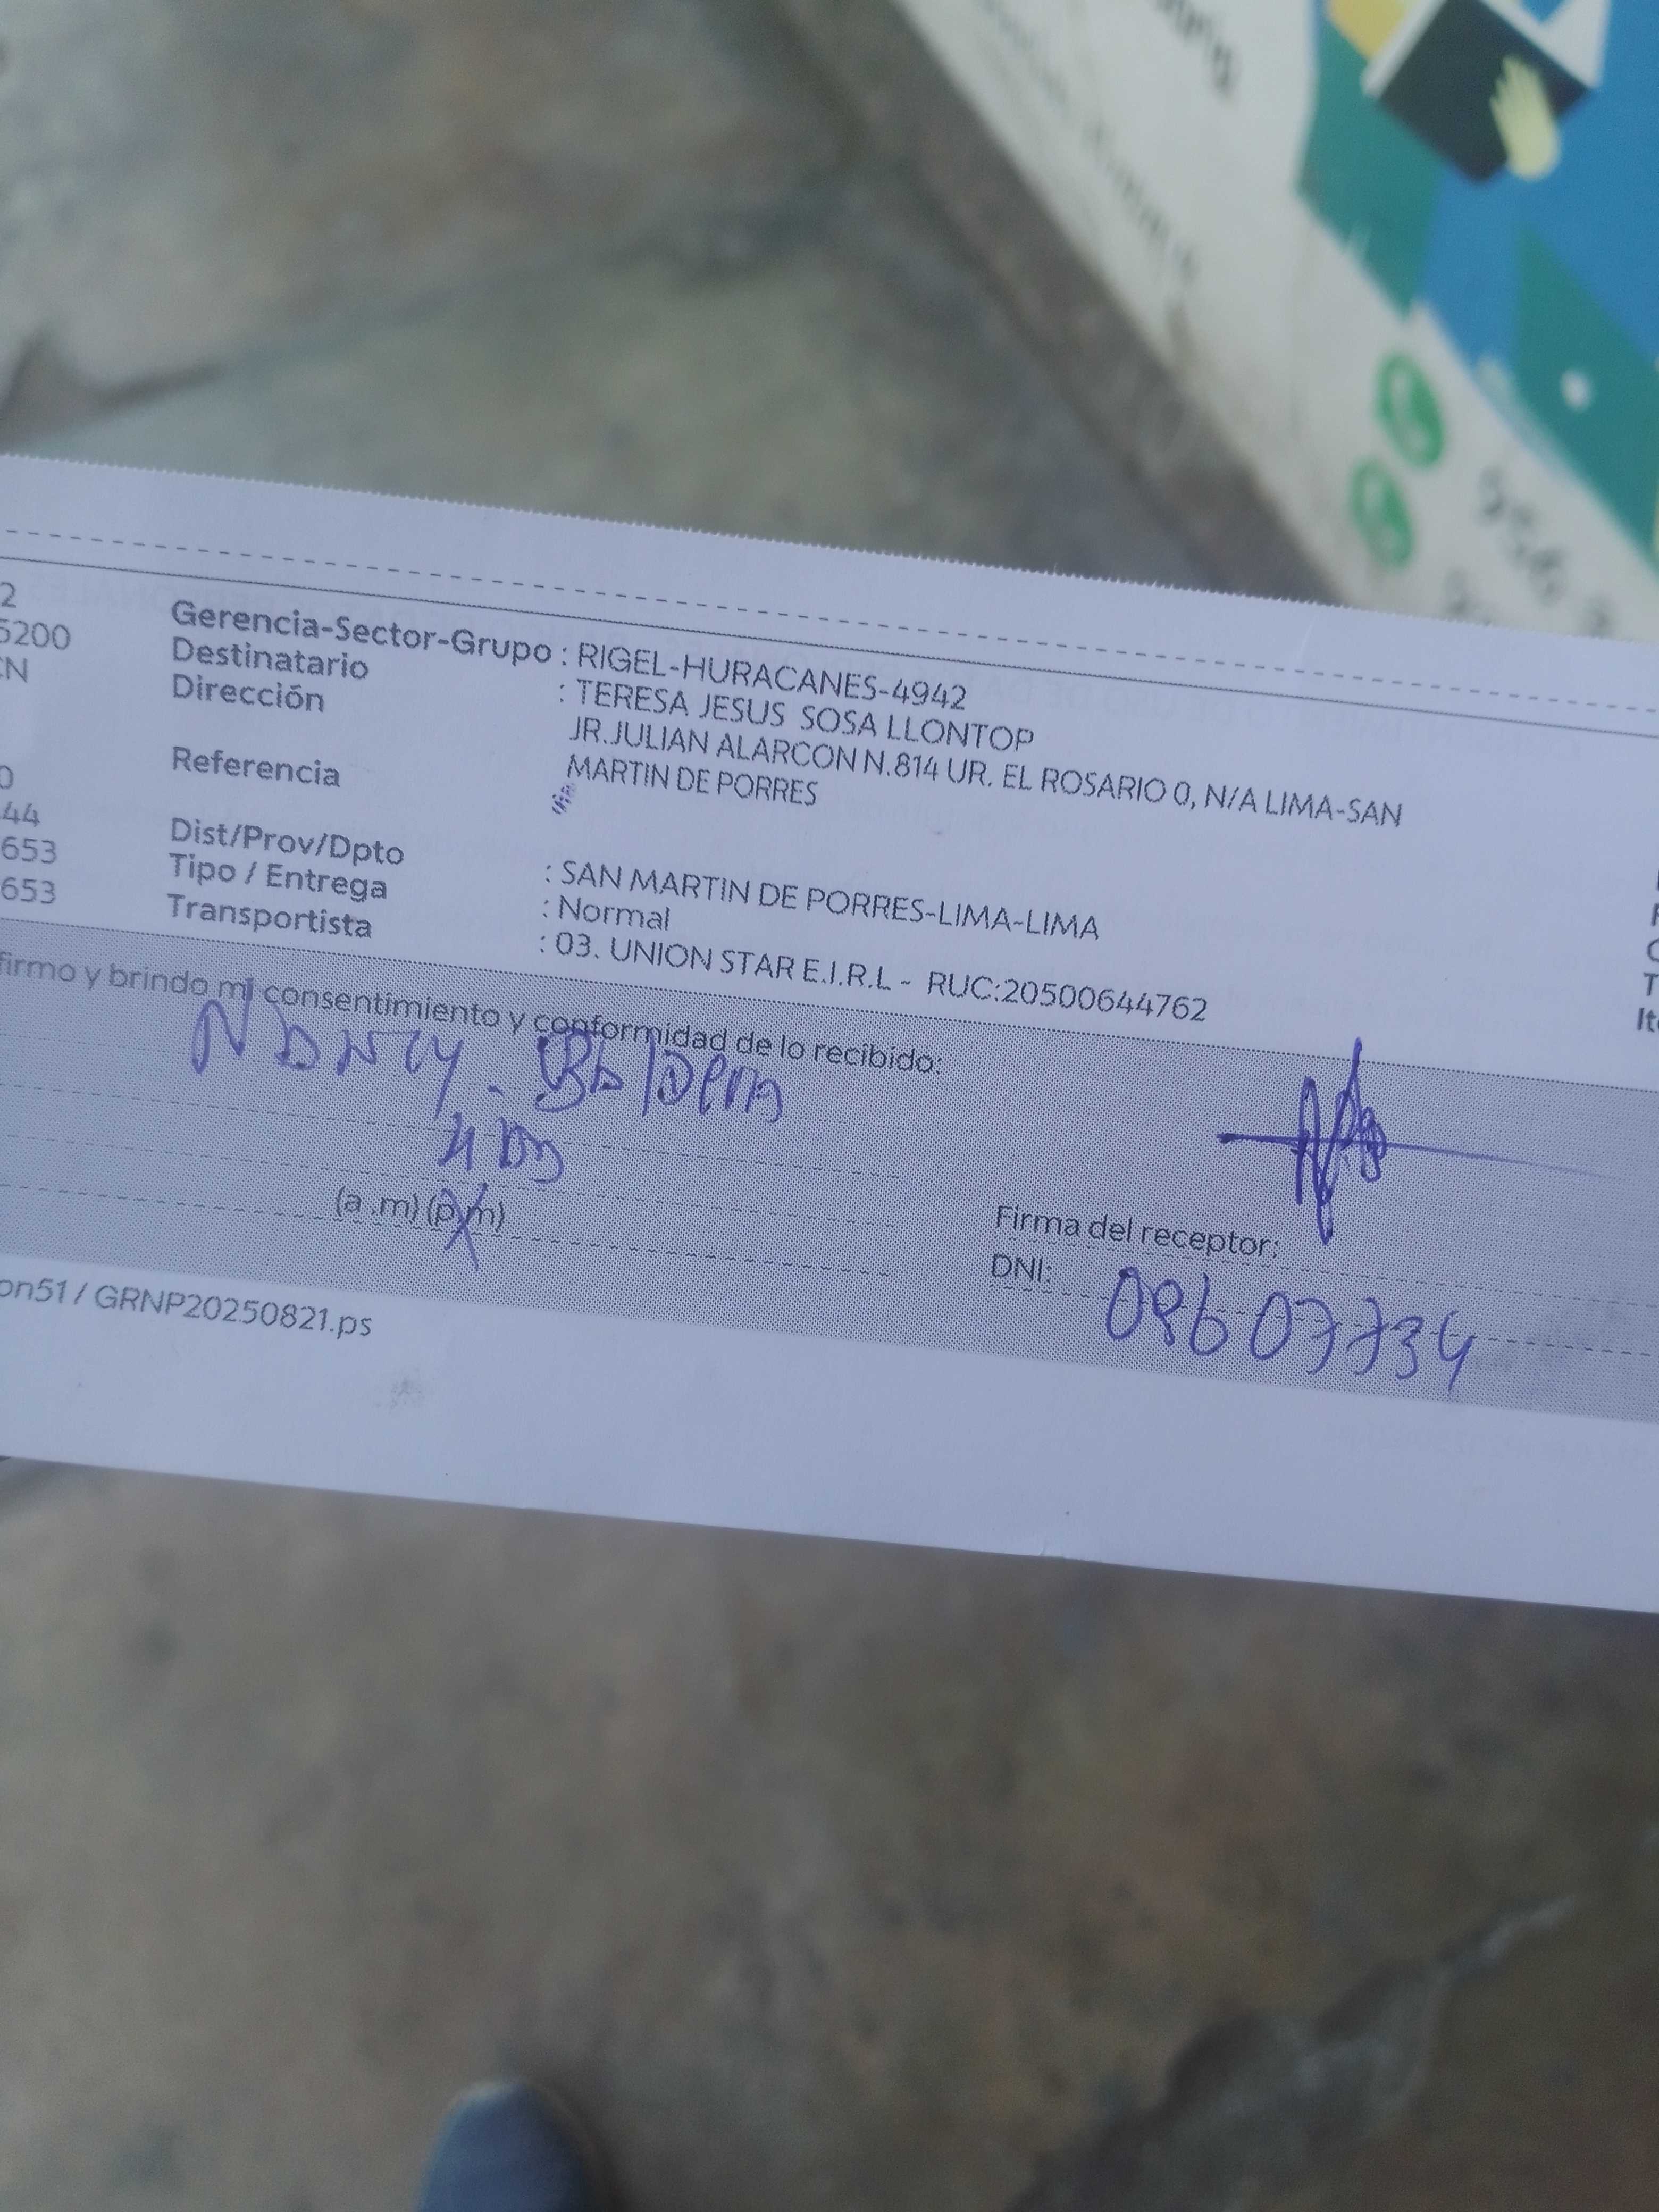 2
5200
CN
0
44
653
653
Gerencia-Sector-Grupo : RIGEL-HURACANES-4942
Destinatario : TERESA JESUS SOSA LLONTOP
Dirección JR.JULIAN ALARCON N.814 UR. EL ROSARIO 0, N/A LIMA-SAN
MARTIN DE PORRES
Referencia :
Dist/Prov/Dpto : SAN MARTIN DE PORRES-LIMA-LIMA
Tipo / Entrega : Normal
Transportista : 03. UNION STAR E.I.R.L - RUC:20500644762
firmo y brindo mi consentimiento y conformidad de lo recibido:
(a .m) (p.m)
Firma del receptor:
DNI: 09607734
on51 / GRNP20250821.ps